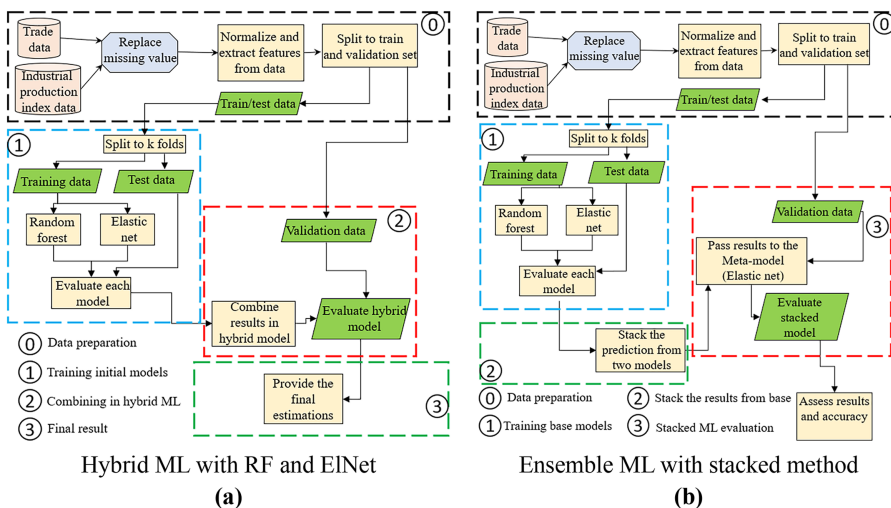 Trade
data
Replace
missing value
Normalize and
extract features
from data
Split to train
and validation set
0
Industrial
production
index data
Train/test data
1
Split to k folds
Training data
Test data
Random
forest
Elastic
net
Evaluate each
model
2
Validation data
Combine
results in
hybrid model
Evaluate hybrid
model
Provide the
final
estimations
3
0 Data preparation
1 Training initial models
2 Combining in hybrid ML
3 Final result
Hybrid ML with RF and ElNet
(a)
Trade
data
Replace
missing value
Normalize and
extract features
from data
Split to train
and validation set
0
Industrial
production
index data
Train/test data
1
Split to k folds
Training data
Test data
Random
forest
Elastic
net
Evaluate each
model
Validation data
3
Pass results to the
Meta-model
(Elastic net)
Evaluate
stacked
model
Stack the
prediction from
two models
2
Assess results
and accuracy
0 Data preparation
1 Training base models
2 Stack the results from base
3 Stacked ML evaluation
Ensemble ML with stacked method
(b)